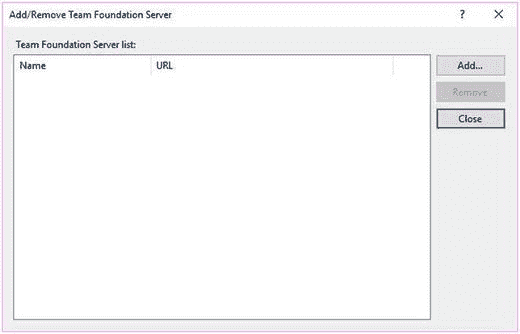 Add/Remove Team Foundation Server
Team Foundation Server list:
Name URL
Add...
Remove
Close